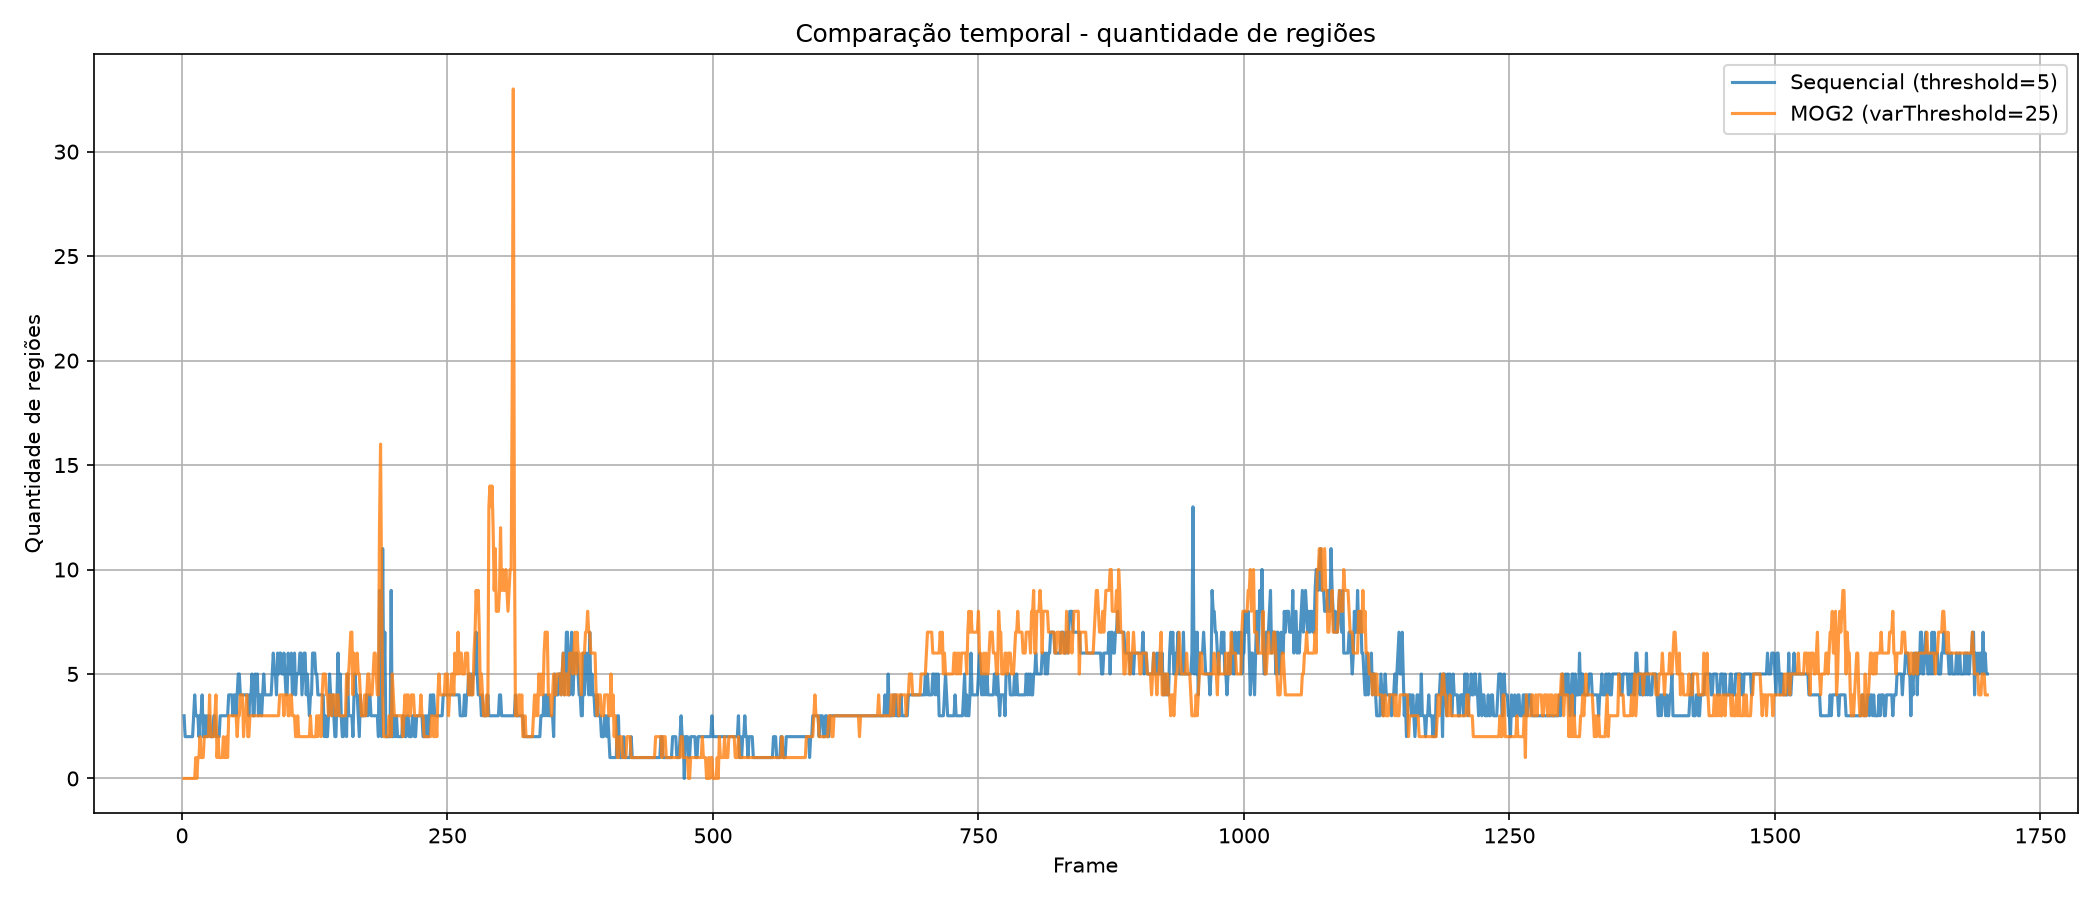 Comparação temporal - quantidade de regiões
Sequencial (threshold=5)
MOG2 (varThreshold=25)
Quantidade de regiões
30
25
20
15
10
5
0
0 250 500 750 1000 1250 1500 1750
Frame